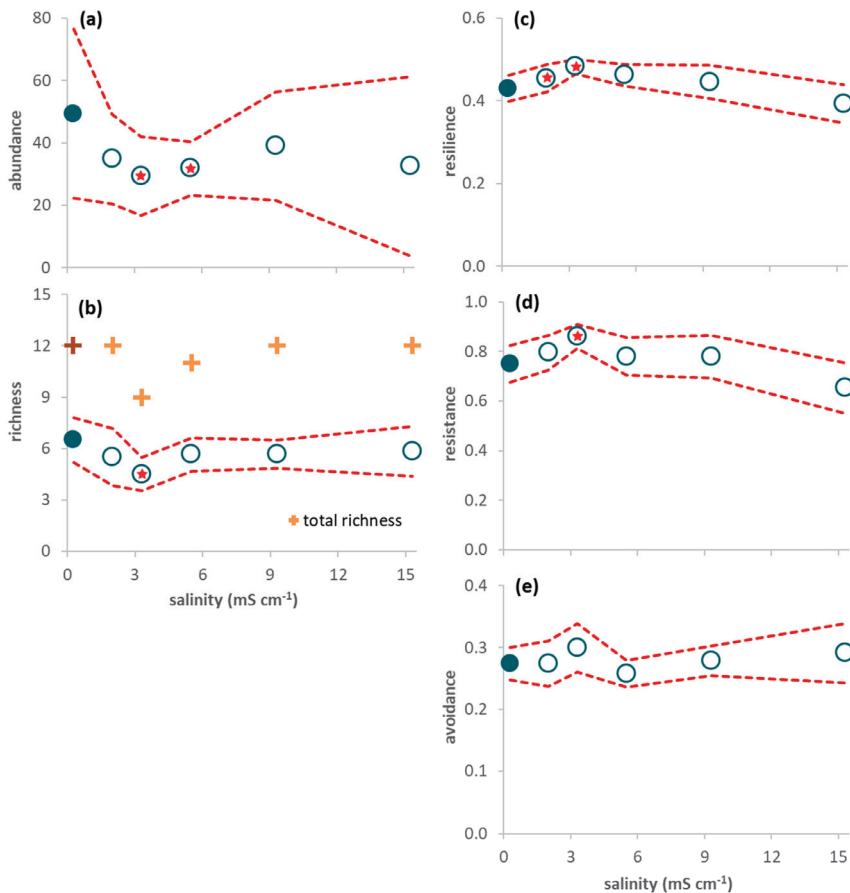 (a)
80
60
40
20
0
abundance
(b)
15
12
9
6
3
0
richness
total richness
0 3 6 9 12 15
salinity (mS cm⁻¹)
(c)
0.6
0.4
0.2
0.0
resilience
(d)
1.0
0.8
0.6
0.4
0.2
0.0
resistance
(e)
0.4
0.3
0.2
0.1
0.0
avoidance
0 3 6 9 12 15
salinity (mS cm⁻¹)